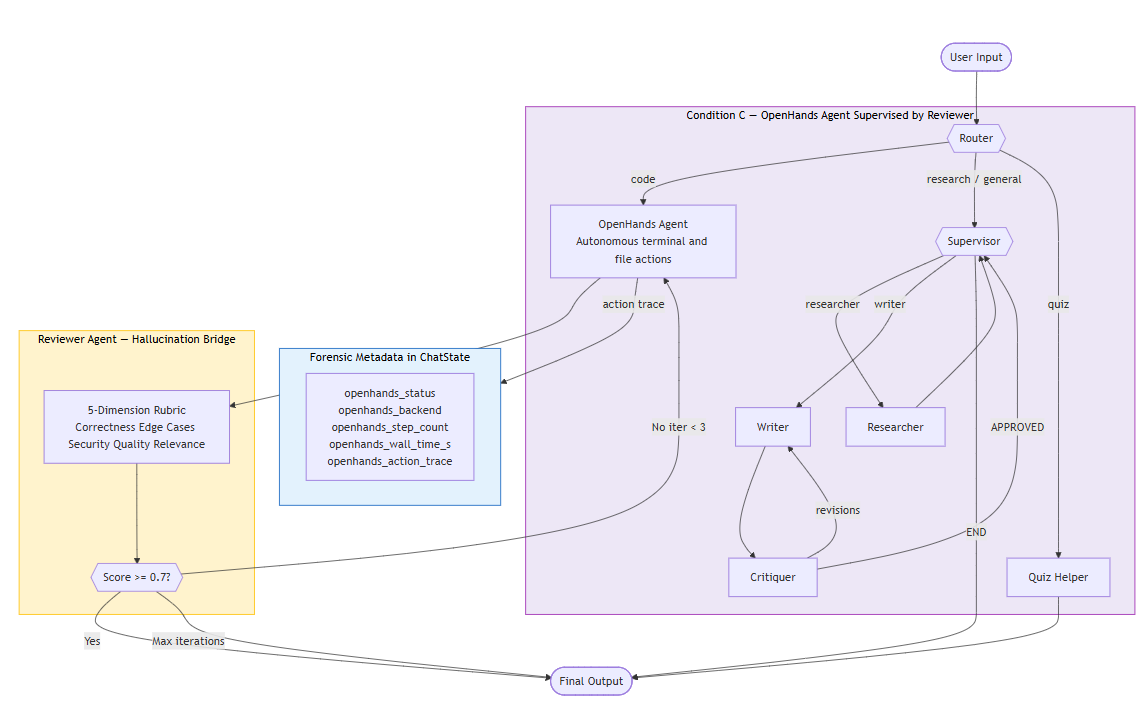 User Input
Condition C — OpenHands Agent Supervised by Reviewer
Router
code
research / general
OpenHands Agent
Autonomous terminal and
file actions
Supervisor
action trace
researcher
writer
quiz
Reviewer Agent — Hallucination Bridge
Forensic Metadata in ChatState
openhands_status
openhands_backend
openhands_step_count
openhands_wall_time_s
openhands_action_trace
5-Dimension Rubric
Correctness Edge Cases
Security Quality Relevance
No iter < 3
Writer
Researcher
APPROVED
revisions
END
Score >= 0.7?
Critiquer
Quiz Helper
Yes
Max iterations
Final Output